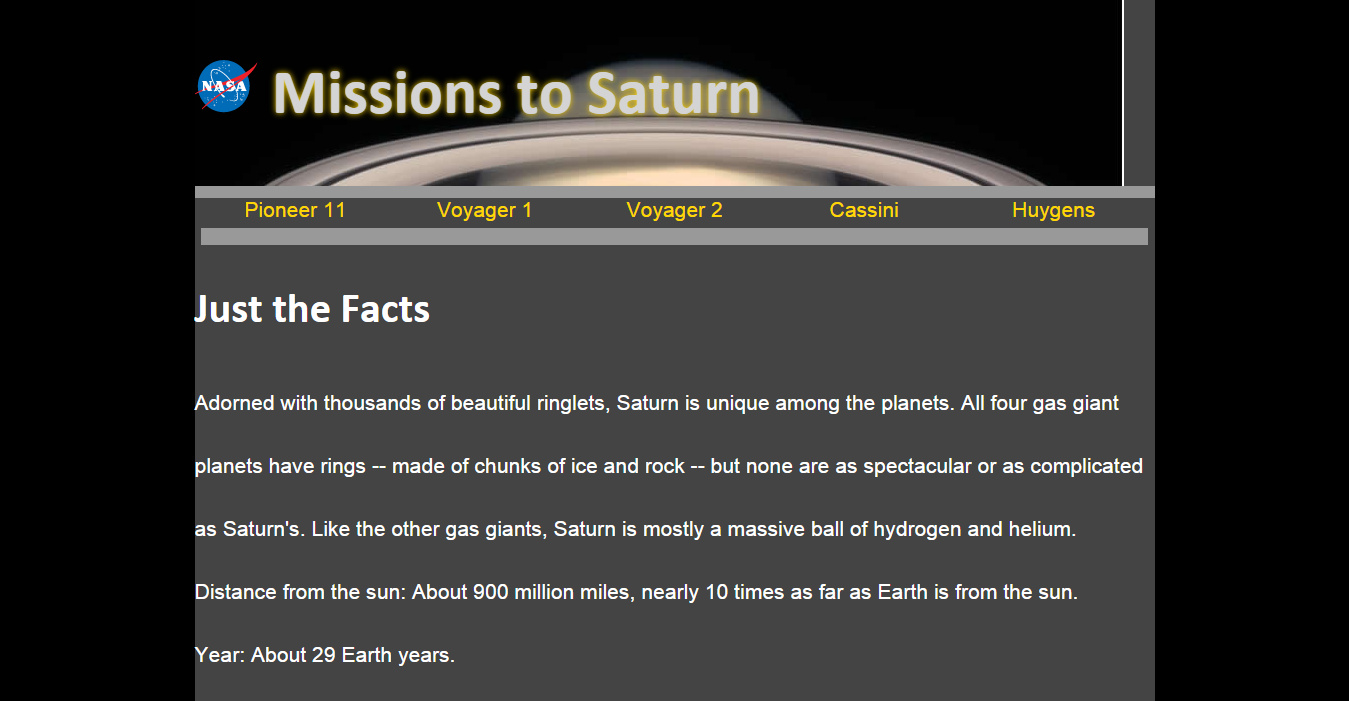 NASA
Missions to Saturn
Pioneer 11 Voyager 1 Voyager 2 Cassini Huygens
Just the Facts
Adorned with thousands of beautiful ringlets, Saturn is unique among the planets. All four gas giant
planets have rings -- made of chunks of ice and rock -- but none are as spectacular or as complicated
as Saturn's. Like the other gas giants, Saturn is mostly a massive ball of hydrogen and helium.
Distance from the sun: About 900 million miles, nearly 10 times as far as Earth is from the sun.
Year: About 29 Earth years.